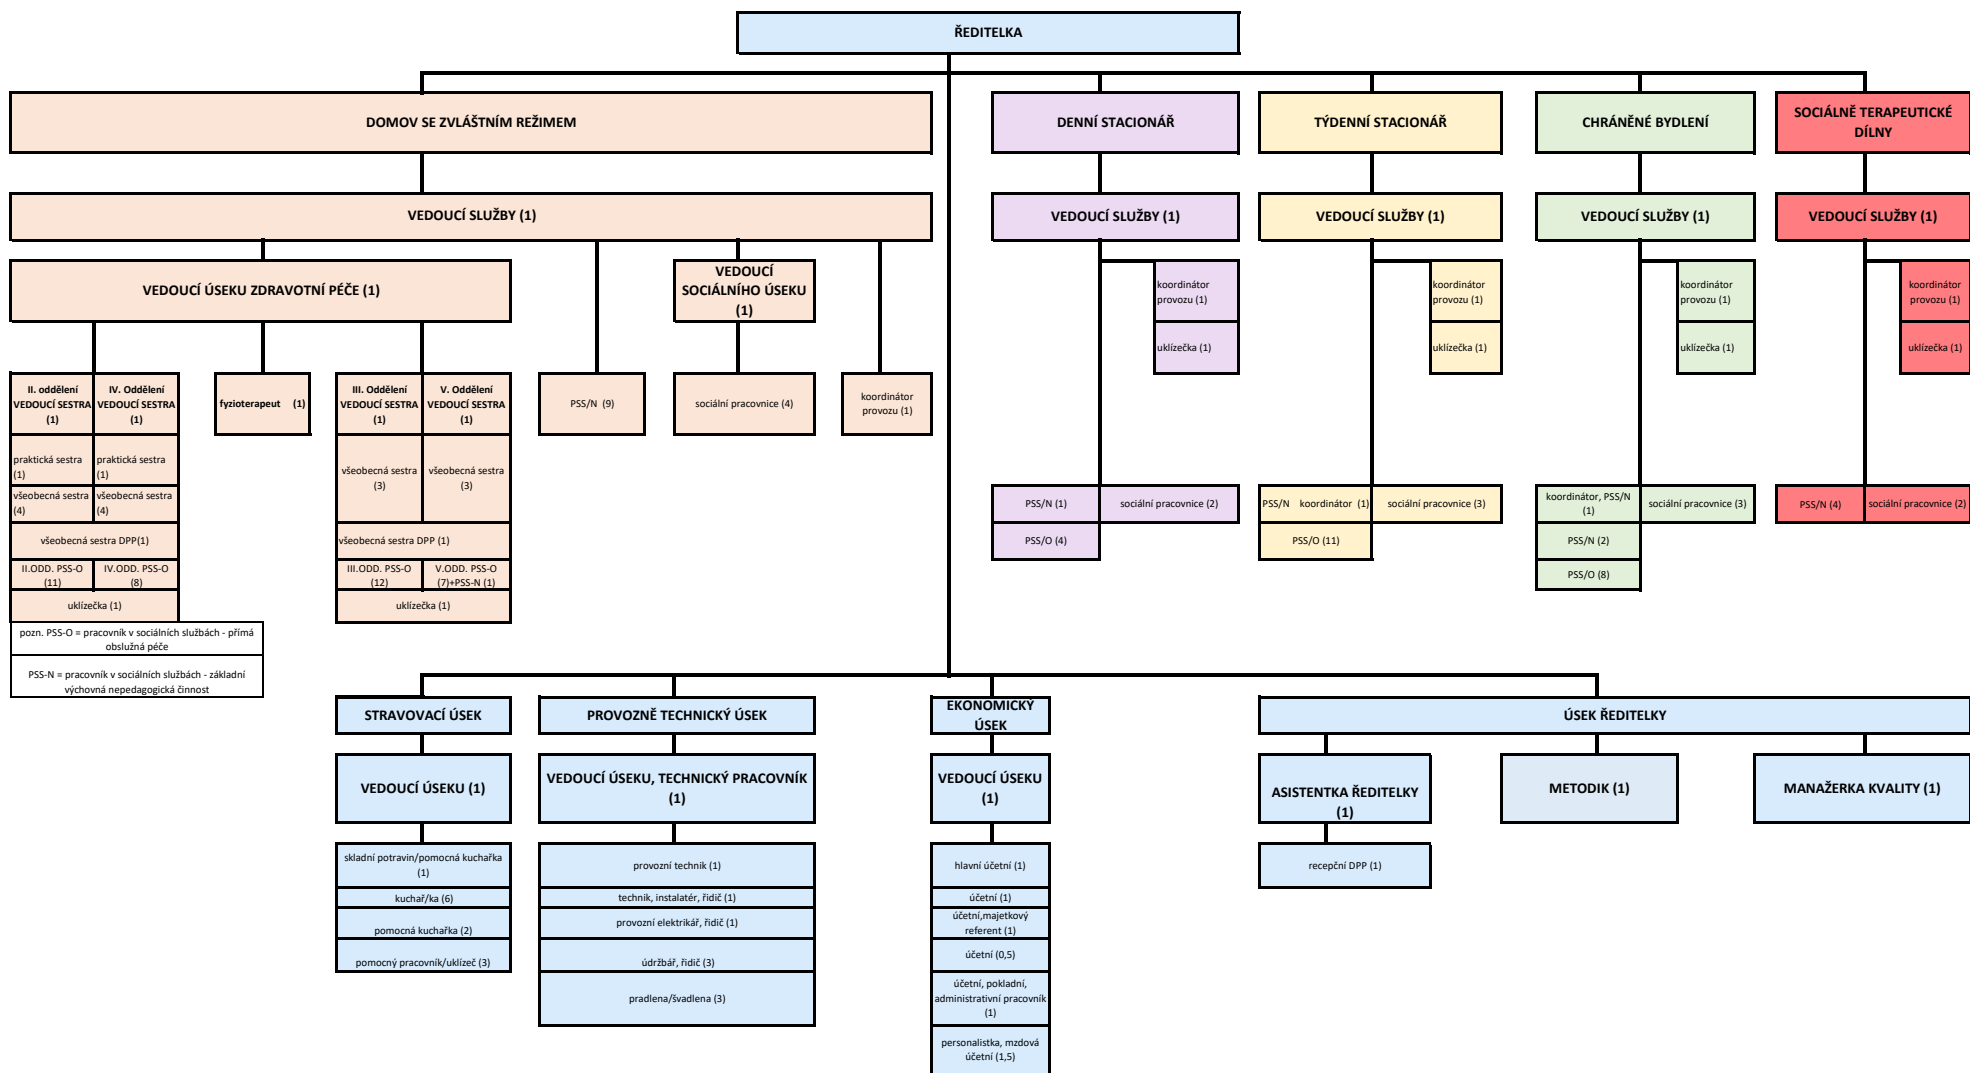 ŘEDITELKA
DOMOV SE ZVLÁŠTNÍM REŽIMEM
DENNÍ STACIONÁŘ
TÝDENNÍ STACIONÁŘ
CHRÁNĚNÉ BYDLENÍ
SOCIÁLNĚ TERAPEUTICKÉ
DÍLNY
VEDOUCÍ SLUŽBY (1)
VEDOUCÍ SLUŽBY (1)
VEDOUCÍ SLUŽBY (1)
VEDOUCÍ SLUŽBY (1)
VEDOUCÍ SLUŽBY (1)
VEDOUCÍ ÚSEKU ZDRAVOTNÍ PÉČE (1)
VEDOUCÍ
SOCIÁLNÍHO ÚSEKU
(1)
koordinátor
provozu (1)
uklízečka (1)
koordinátor
provozu (1)
uklízečka (1)
koordinátor
provozu (1)
uklízečka (1)
koordinátor
provozu (1)
uklízečka (1)
II. oddělení
VEDOUCÍ SESTRA
(1)
IV. Oddělení
VEDOUCÍ SESTRA
(1)
fyzioterapeut (1)
III. Oddělení
VEDOUCÍ SESTRA
(1)
V. Oddělení
VEDOUCÍ SESTRA
(1)
PSS/N (9)
sociální pracovnice (4)
koordinátor
provozu (1)
praktická sestra
(1)
praktická sestra
(1)
všeobecná sestra
(4)
všeobecná sestra
(4)
všeobecná sestra DPP(1)
II.ODD. PSS-O
(11)
IV.ODD. PSS-O
(8)
uklízečka (1)
všeobecná sestra
(3)
všeobecná sestra
(3)
všeobecná sestra DPP (1)
III.ODD. PSS-O
(12)
V.ODD. PSS-O
(7)+PSS-N (1)
uklízečka (1)
PSS/N (1)
sociální pracovnice (2)
PSS/O (4)
PSS/N koordinátor (1)
sociální pracovnice (3)
PSS/O (11)
koordinátor, PSS/N
(1)
sociální pracovnice (3)
PSS/N (2)
PSS/O (8)
PSS/N (4)
sociální pracovnice (2)
pozn. PSS-O = pracovník v sociálních službách - přímá
obslužná péče
PSS-N = pracovník v sociálních službách - základní
výchovná nepedagogická činnost
STRAVOVACÍ ÚSEK
PROVOZNĚ TECHNICKÝ ÚSEK
EKONOMICKÝ
ÚSEK
ÚSEK ŘEDITELKY
VEDOUCÍ ÚSEKU (1)
VEDOUCÍ ÚSEKU, TECHNICKÝ PRACOVNÍK
(1)
VEDOUCÍ ÚSEKU
(1)
ASISTENTKA ŘEDITELKY
(1)
METODIK (1)
MANAŽERKA KVALITY (1)
skladní potravin/pomocná kuchařka
(1)
kuchař/ka (6)
pomocná kuchařka (2)
pomocný pracovník/uklízeč (3)
provozní technik (1)
technik, instalatér, řidič (1)
provozní elektrikář, řidič (1)
údržbář, řidič (3)
pradlena/švadlena (3)
hlavní účetní (1)
účetní (1)
účetní,majetkový
referent (1)
účetní (0,5)
účetní, pokladní,
administrativní pracovník
(1)
personalistka, mzdová
účetní (1,5)
recepční DPP (1)